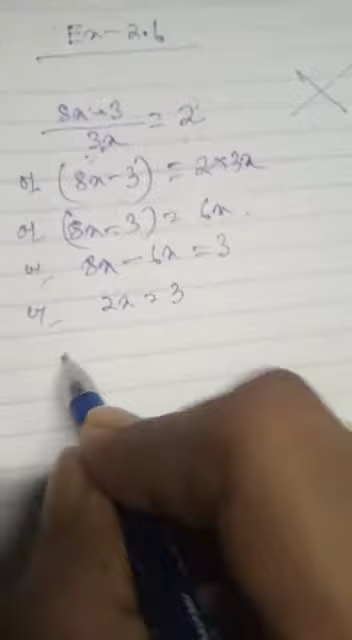 Ex - 2.6
8x-3/3x = 2
or (8x-3) = 2×3x
or (8x-3) = 6x.
or, 8x-6x = 3
or, 2x = 3